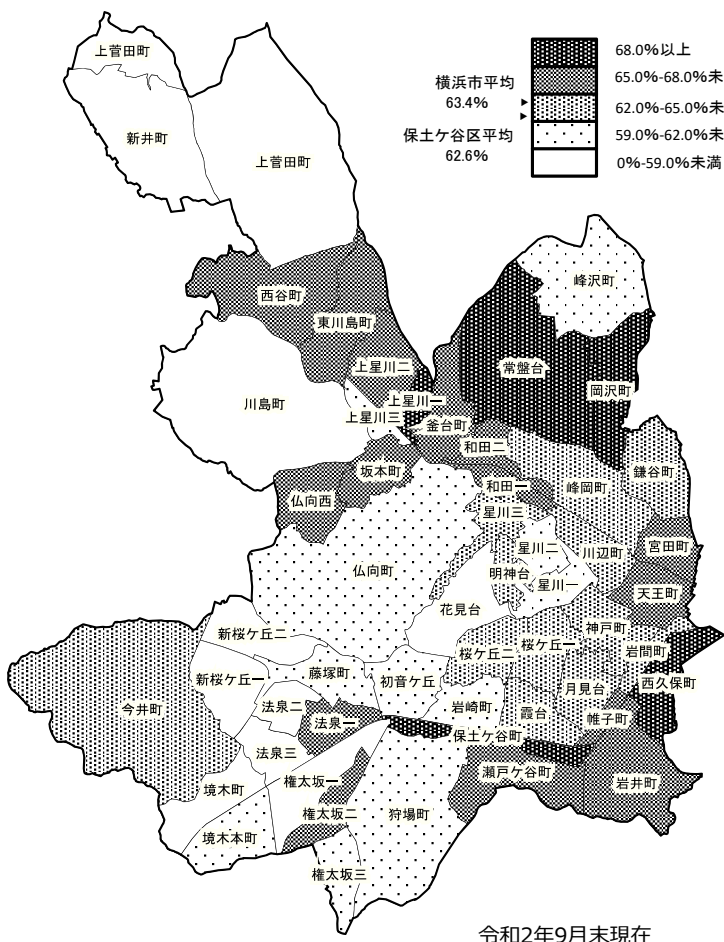 上菅田町
新井町
上菅田町
68.0%以上
65.0%-68.0%未
62.0%-65.0%未
59.0%-62.0%未
0%-59.0%未満
横浜市平均
63.4%
保土ケ谷区平均
62.6%
峰沢町
西谷町
東川島町
上星川二
常盤台
岡沢町
川島町
上星川一
上星川三
釜台町
和田二
坂本町
鎌谷町
和田一
峰岡町
仏向西
星川三
星川二
川辺町
宮田町
仏向町
明神台
星川一
天王町
花見台
神戸町
新桜ケ丘二
桜ケ丘二
桜ケ丘一
岩間町
藤塚町
初音ケ丘
新桜ケ丘一
西久保町
月見台
今井町
法泉二
法泉一
岩崎町
霞台
帷子町
保土ケ谷町
法泉三
瀬戸ケ谷町
岩井町
境木町
権太坂一
権太坂二
狩場町
境木本町
権太坂三
令和2年9月末現在